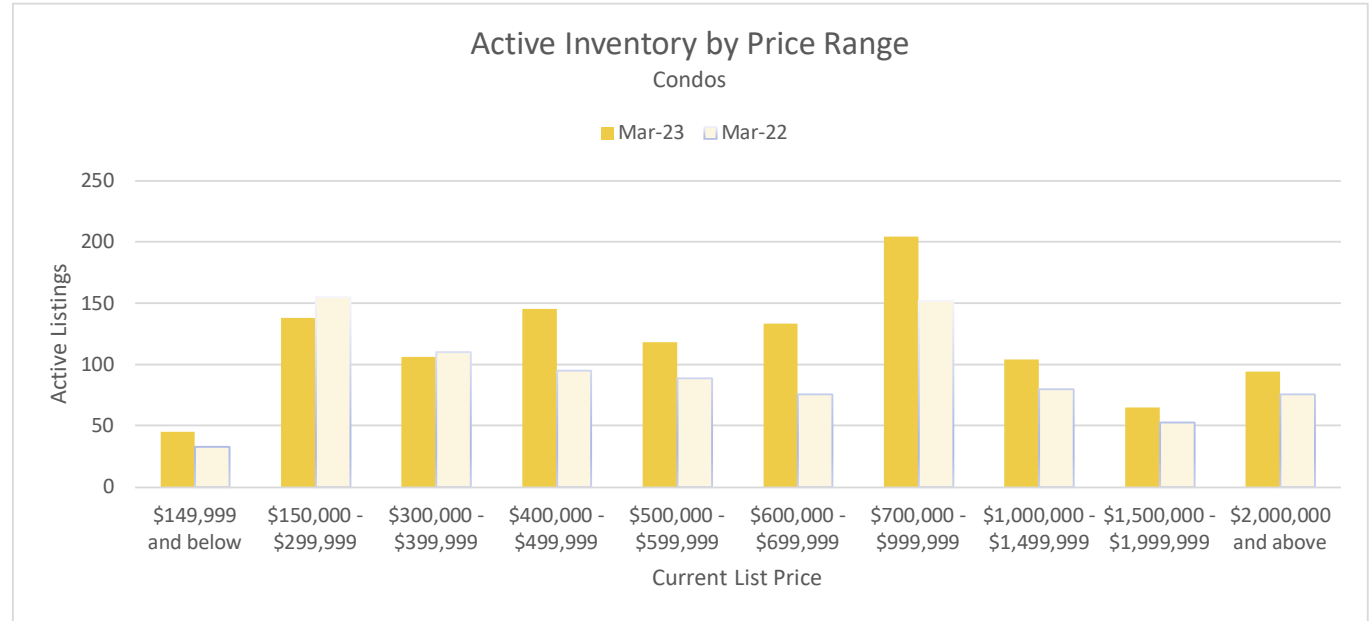 Active Inventory by Price Range
Condos
Mar-23 Mar-22
250
200
150
100
50
0
Active Listings
$149,999 $150,000 - $300,000 - $400,000 - $500,000 - $600,000 - $700,000 - $1,000,000 - $1,500,000 - $2,000,000
and below $299,999 $399,999 $499,999 $599,999 $699,999 $999,999 $1,499,999 $1,999,999 and above
Current List Price